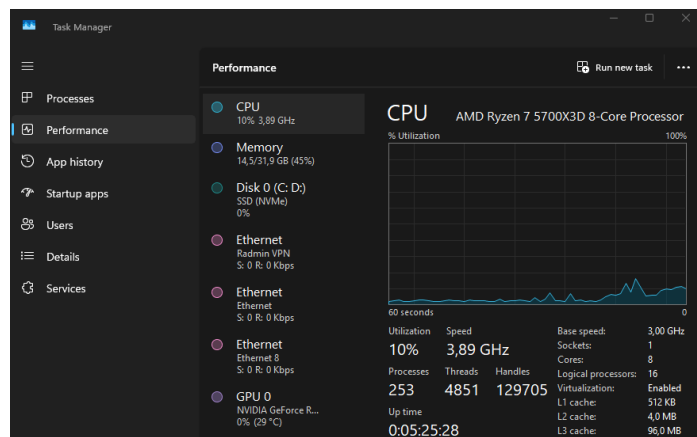 Task Manager
Performance
Run new task
Processes
Performance
App history
Startup apps
Users
Details
Services
CPU
10% 3,89 GHz
Memory
14,5/31,9 GB (45%)
Disk 0 (C: D:)
SSD (NVMe)
0%
Ethernet
Radmin VPN
S: 0 R: 0 Kbps
Ethernet
Ethernet
S: 0 R: 0 Kbps
Ethernet
Ethernet 8
S: 0 R: 0 Kbps
GPU 0
NVIDIA GeForce R...
0% (29 °C)
CPU AMD Ryzen 7 5700X3D 8-Core Processor
% Utilization 100%
60 seconds 0
Utilization Speed
10% 3,89 GHz
Processes Threads Handles
253 4851 129705
Up time
0:05:25:28
Base speed: 3,00 GHz
Sockets: 1
Cores: 8
Logical processors: 16
Virtualization: Enabled
L1 cache: 512 KB
L2 cache: 4,0 MB
L3 cache: 96,0 MB